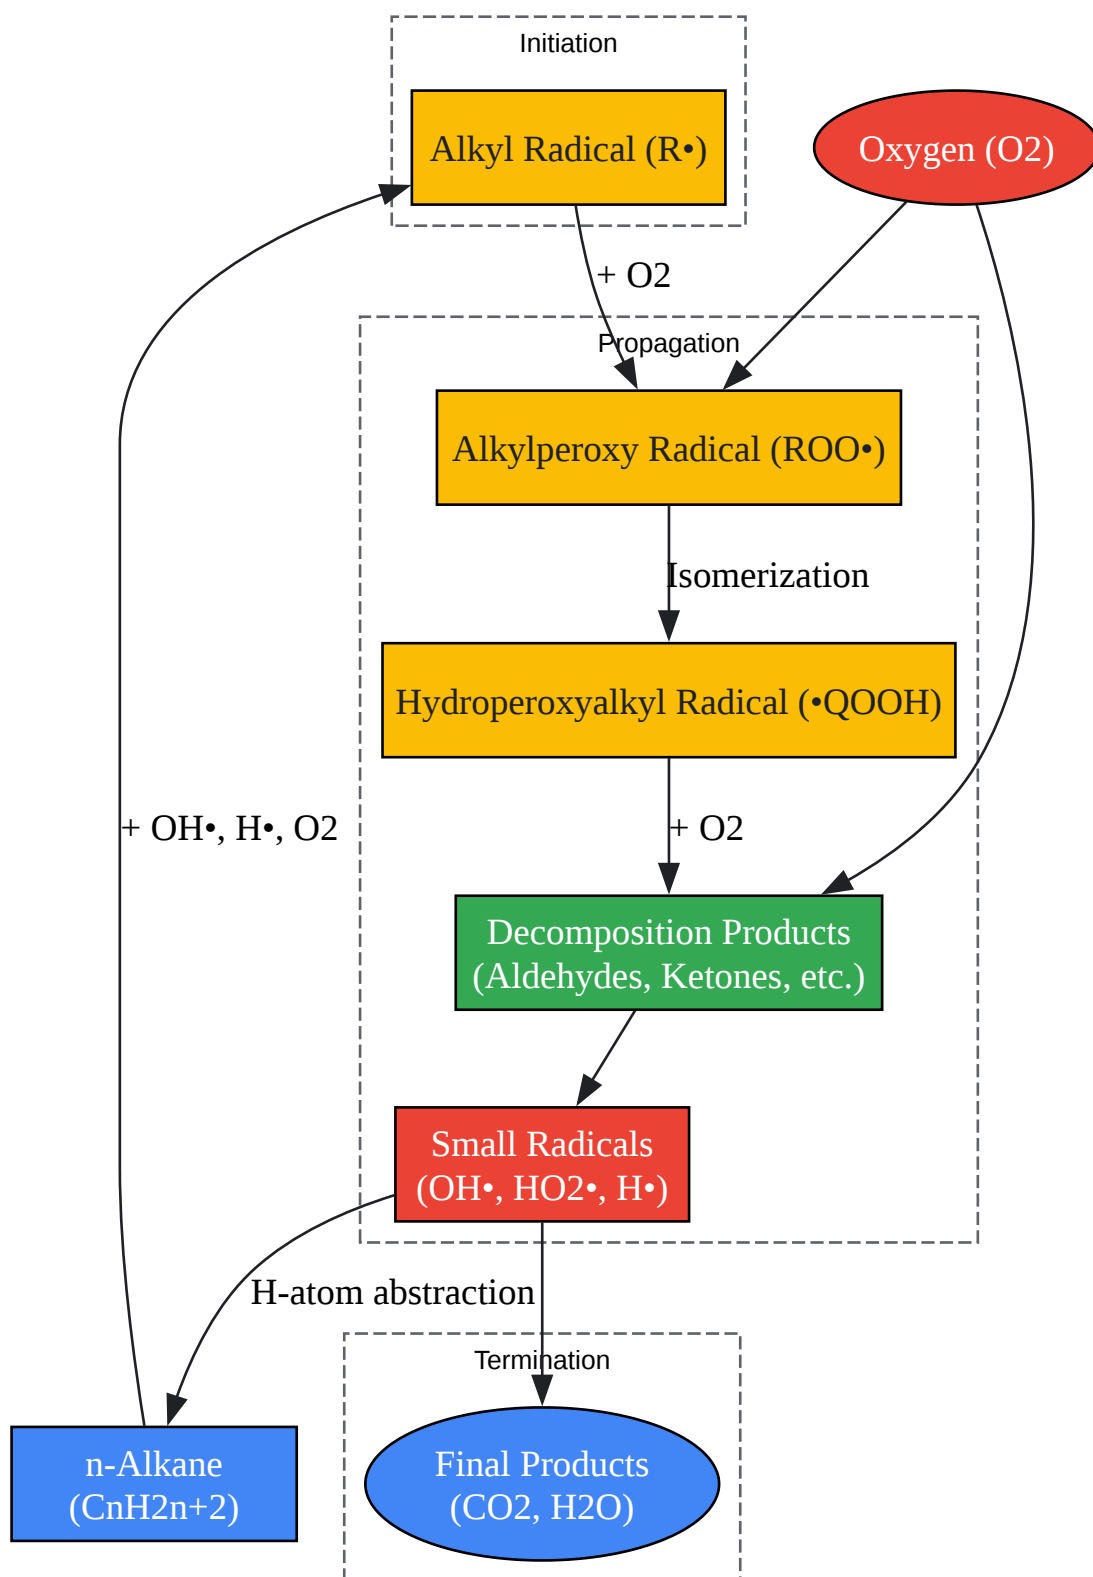 Initiation
Alkyl Radical (R•)
Oxygen (O2)
+ O2
Propagation
Alkylperoxy Radical (ROO•)
Isomerization
Hydroperoxyalkyl Radical (•QOOH)
+ OH•, H•, O2
+ O2
Decomposition Products
(Aldehydes, Ketones, etc.)
Small Radicals
(OH•, HO2•, H•)
H-atom abstraction
Termination
n-Alkane
(CnH2n+2)
Final Products
(CO2, H2O)